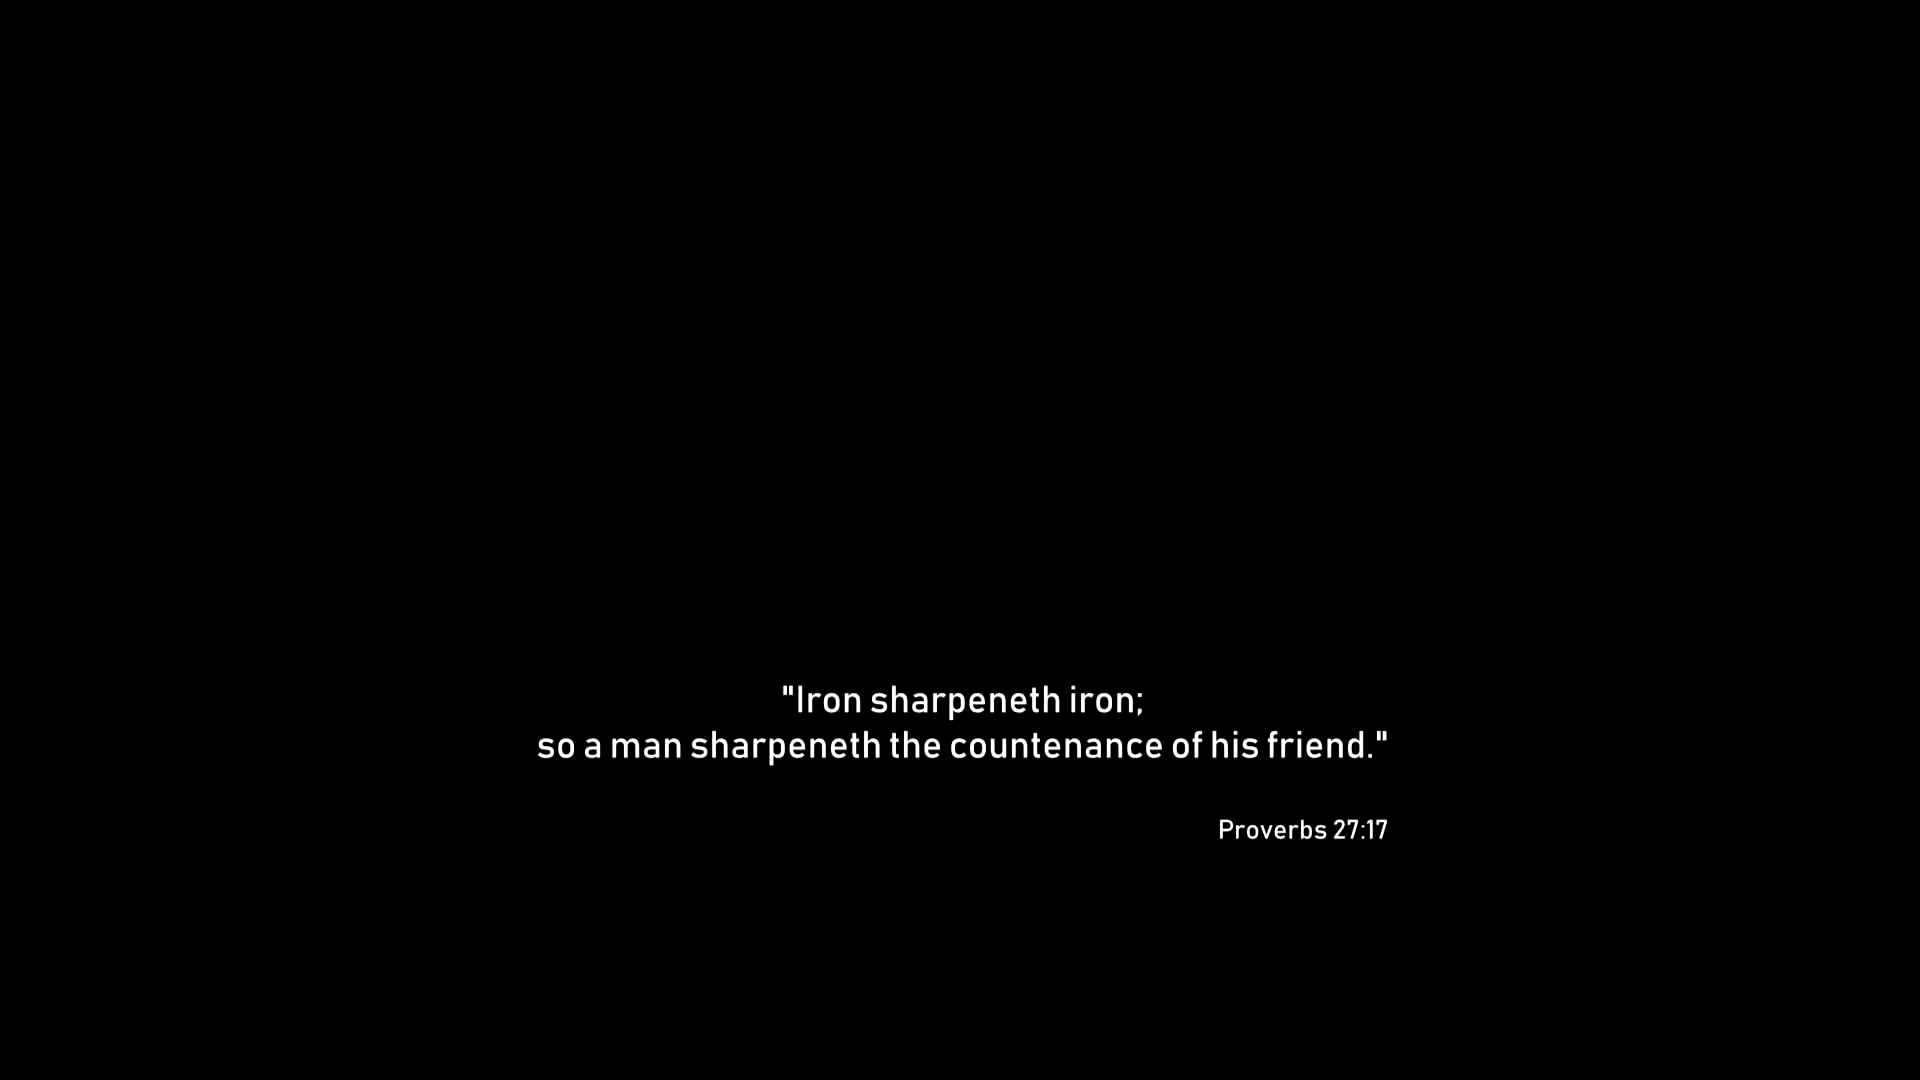 "Iron sharpeneth iron;
so a man sharpeneth the countenance of his friend."
Proverbs 27:17